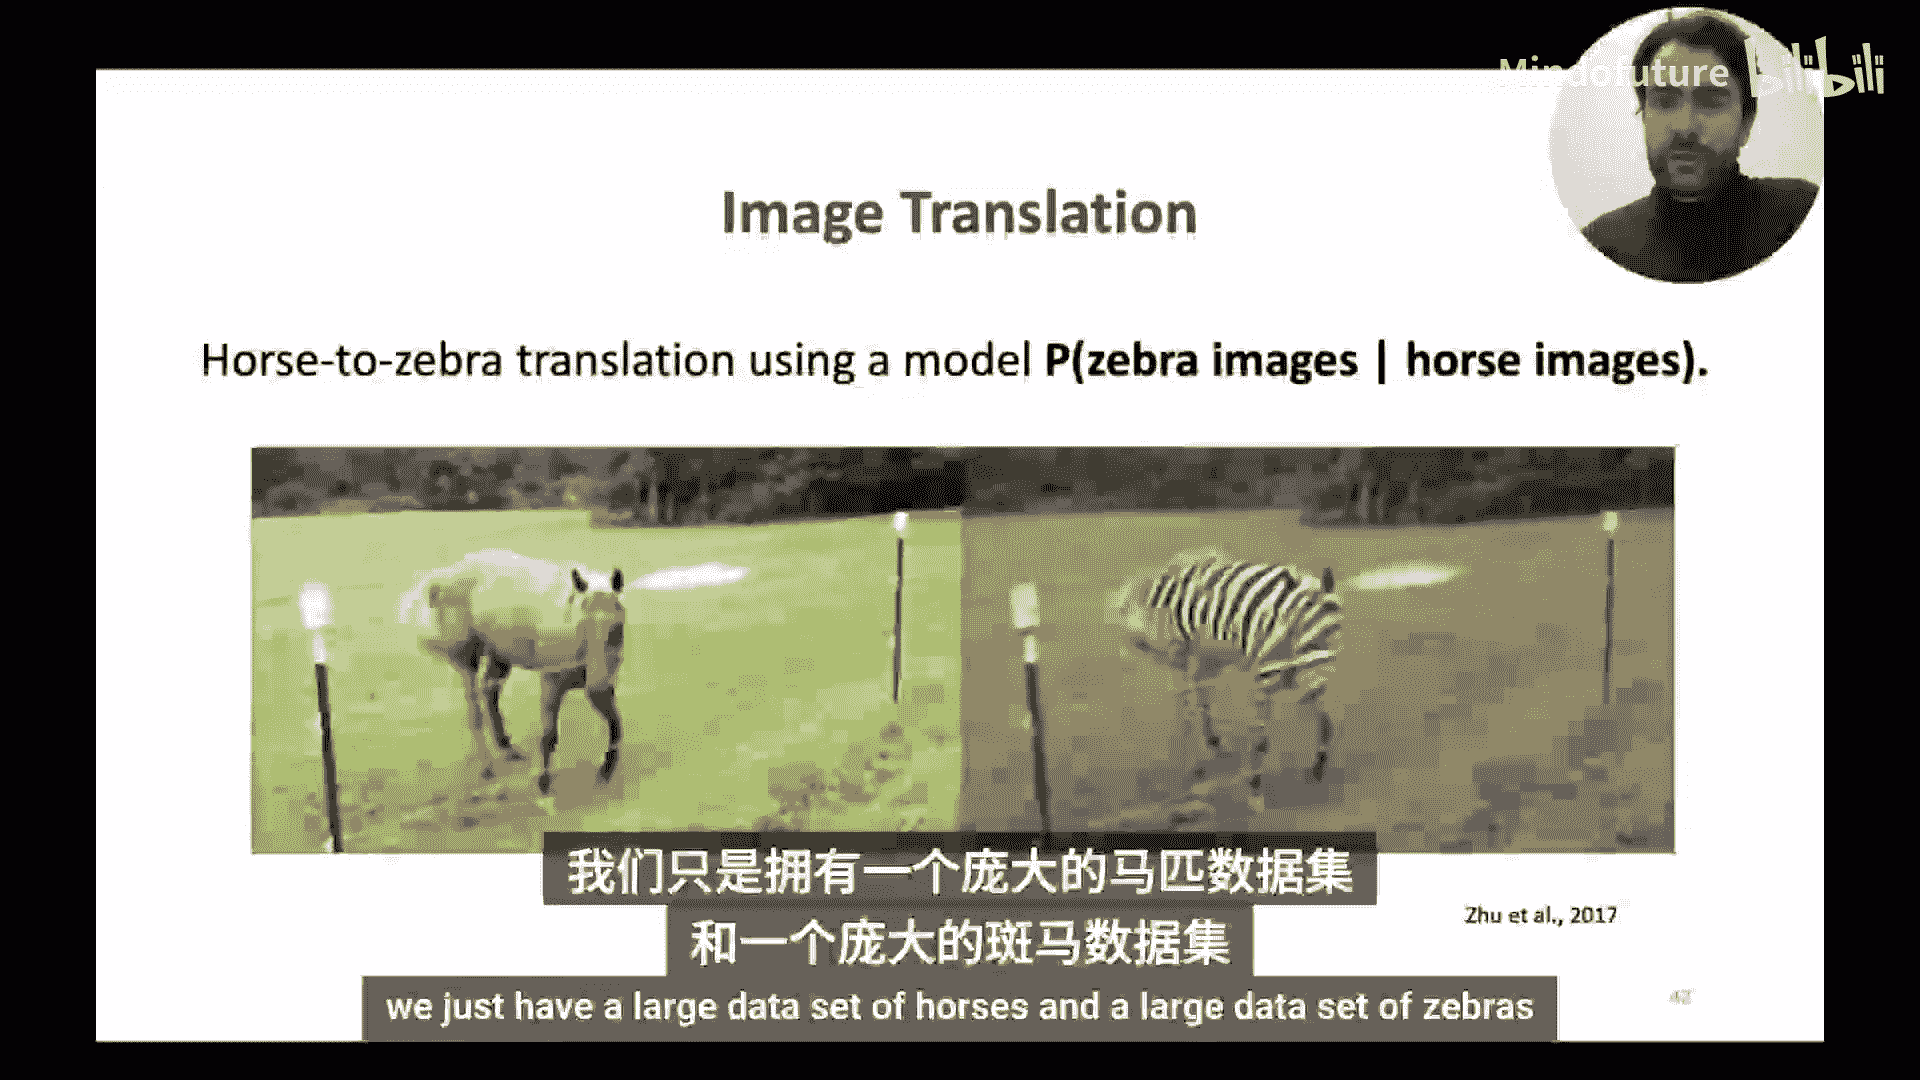 Mindofuture bilibili
Image Translation
Horse-to-zebra translation using a model P(zebra images | horse images).
我们只是拥有一个庞大的马匹数据集
和一个庞大的斑马数据集
Zhu et al., 2017
we just have a large data set of horses and a large data set of zebras
42